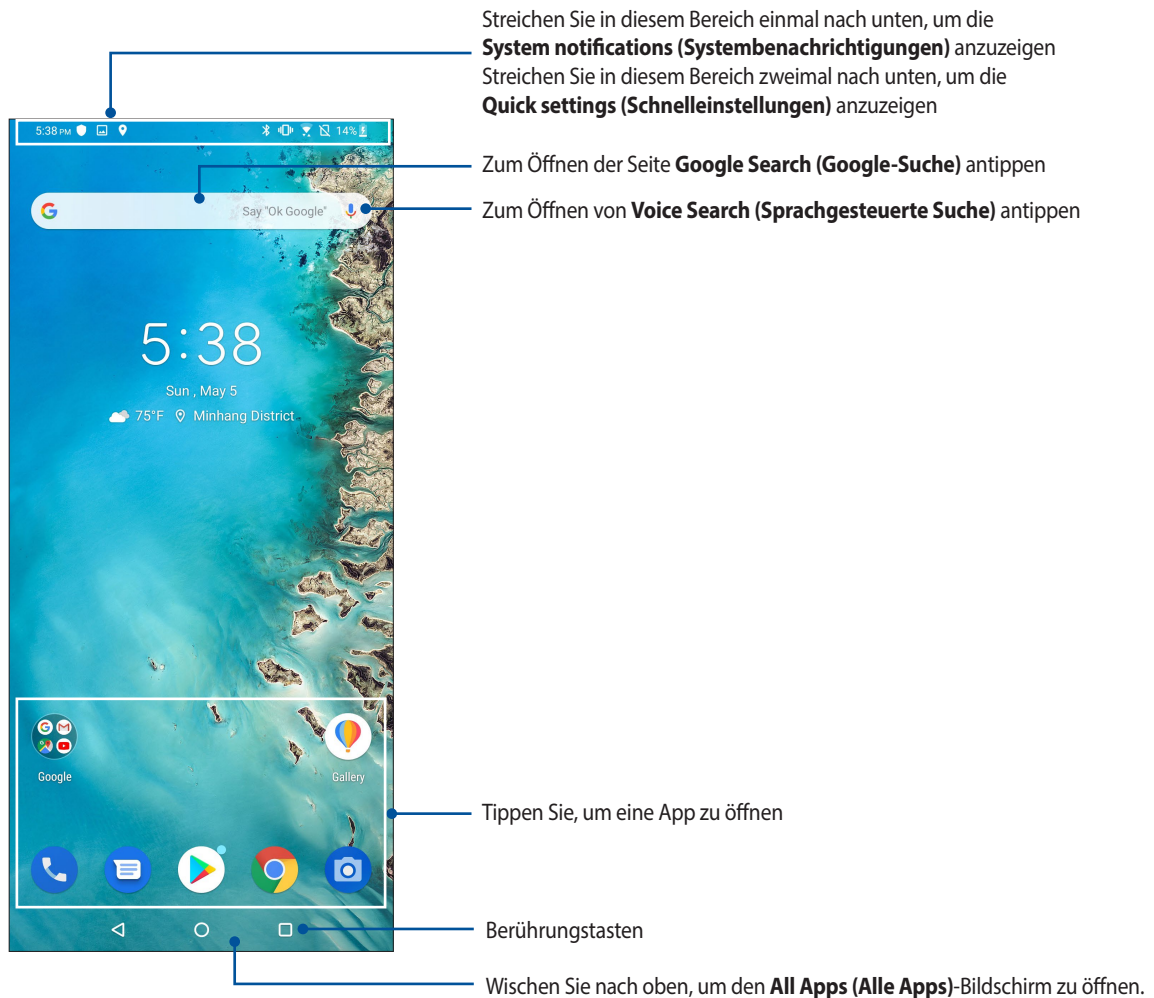 Streichen Sie in diesem Bereich einmal nach unten, um die
System notifications (Systembenachrichtigungen) anzuzeigen
Streichen Sie in diesem Bereich zweimal nach unten, um die
Quick settings (Schnelleinstellungen) anzuzeigen
5:38 PM 14%
Zum Öffnen der Seite Google Search (Google-Suche) antippen
Say "Ok Google"
Zum Öffnen von Voice Search (Sprachgesteuerte Suche) antippen
5:38
Sun , May 5
75°F Minhang District
Google
Gallery
Tippen Sie, um eine App zu öffnen
Berührungstasten
Wischen Sie nach oben, um den All Apps (Alle Apps)-Bildschirm zu öffnen.